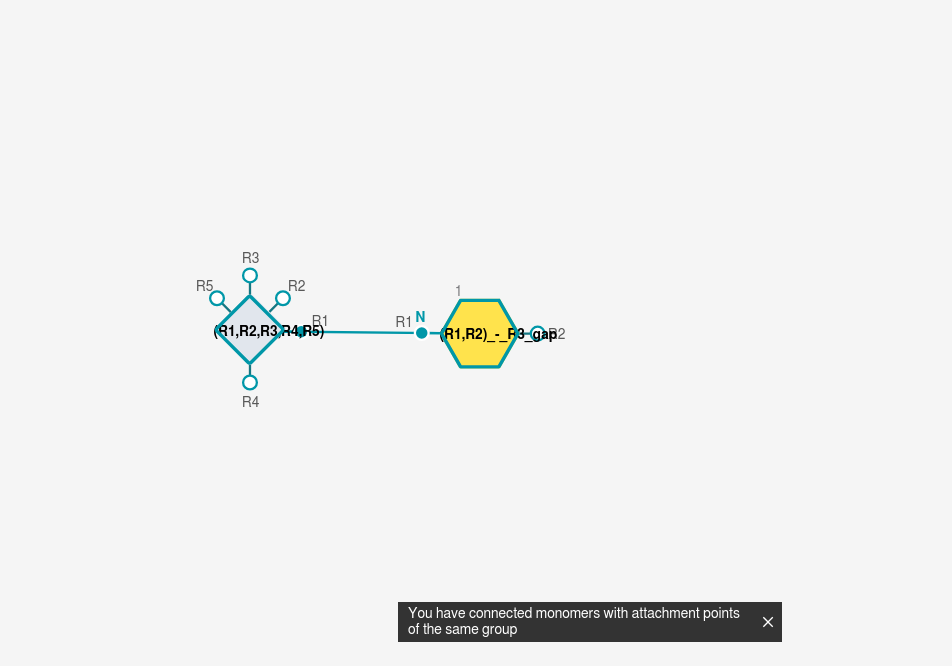 R3
R5
R2
(R1,R2,R3,R4,R5)
R1
R4
R1
N
1
(R1,R2)_-_R3_gap
R2
You have connected monomers with attachment points
of the same group